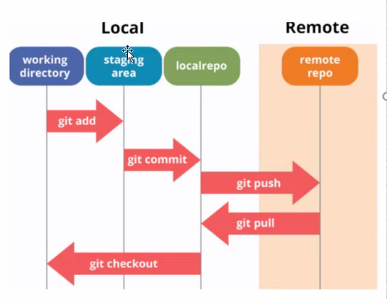 Local
Remote
working
directory
staging
area
localrepo
remote
repo
git add
git commit
git push
git pull
git checkout